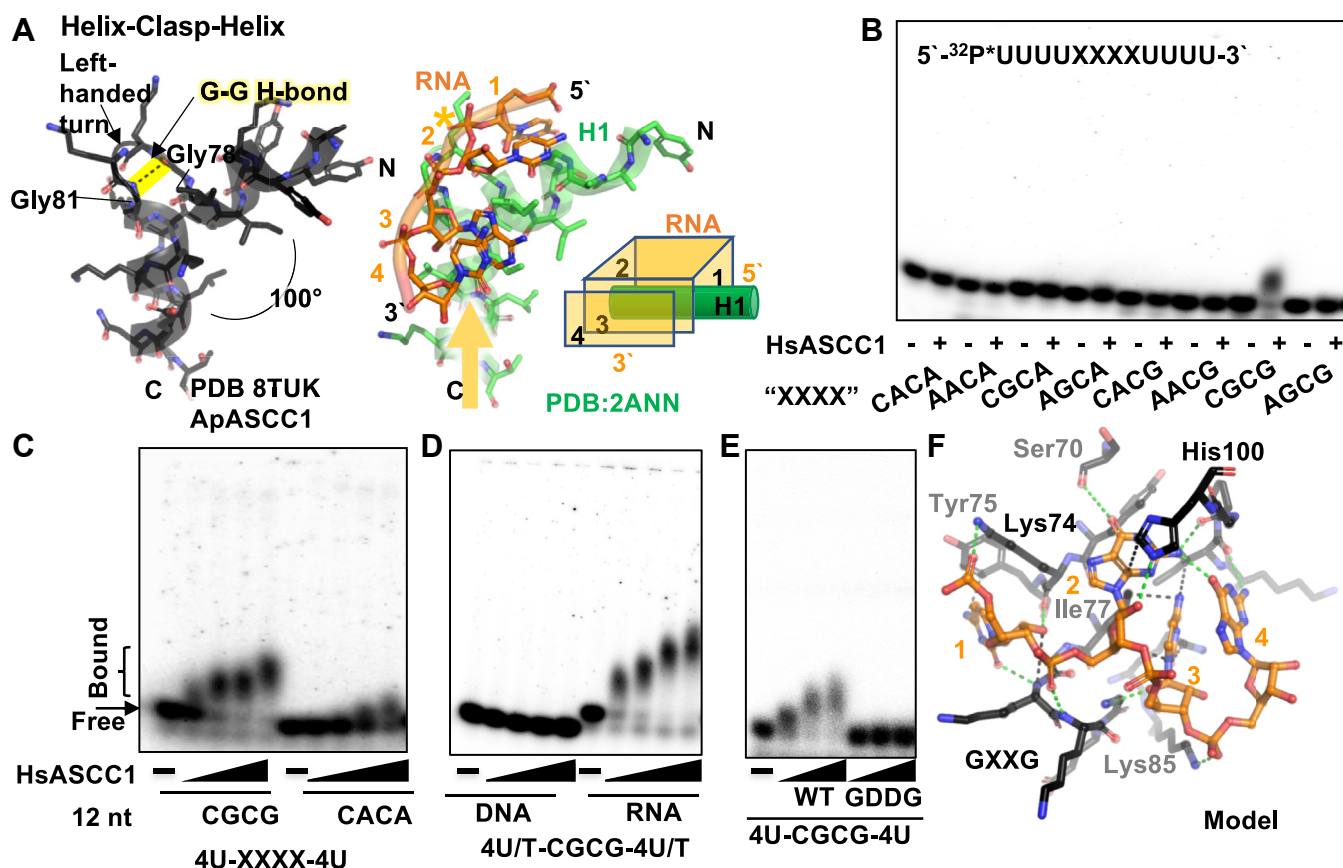 A
Helix-Clasp-Helix
Left-
handed
turn
G-G H-bond
Gly78
Gly81
N
100°
C
PDB 8TUK
ApASCC1
RNA
1
5`
*
2
H1
N
3
4
3`
C
RNA
2
1
5`
H1
3
4
3`
PDB:2ANN
B
5`-³²P*UUUUXXXXUUUU-3`
HsASCC1 - + - + - + - + - + - + - + - +
"XXXX" CACA AACA CGCA AGCA CACG AACG CGCG AGCG
C
Bound
Free
HsASCC1 –  –
12 nt CGCG CACA
4U-XXXX-4U
D
– –
DNA RNA
4U/T-CGCG-4U/T
E
–
WT GDDG
4U-CGCG-4U
F
Ser70
His100
Tyr75
Lys74
2
Ile77
1
4
3
GXXG
Lys85
Model